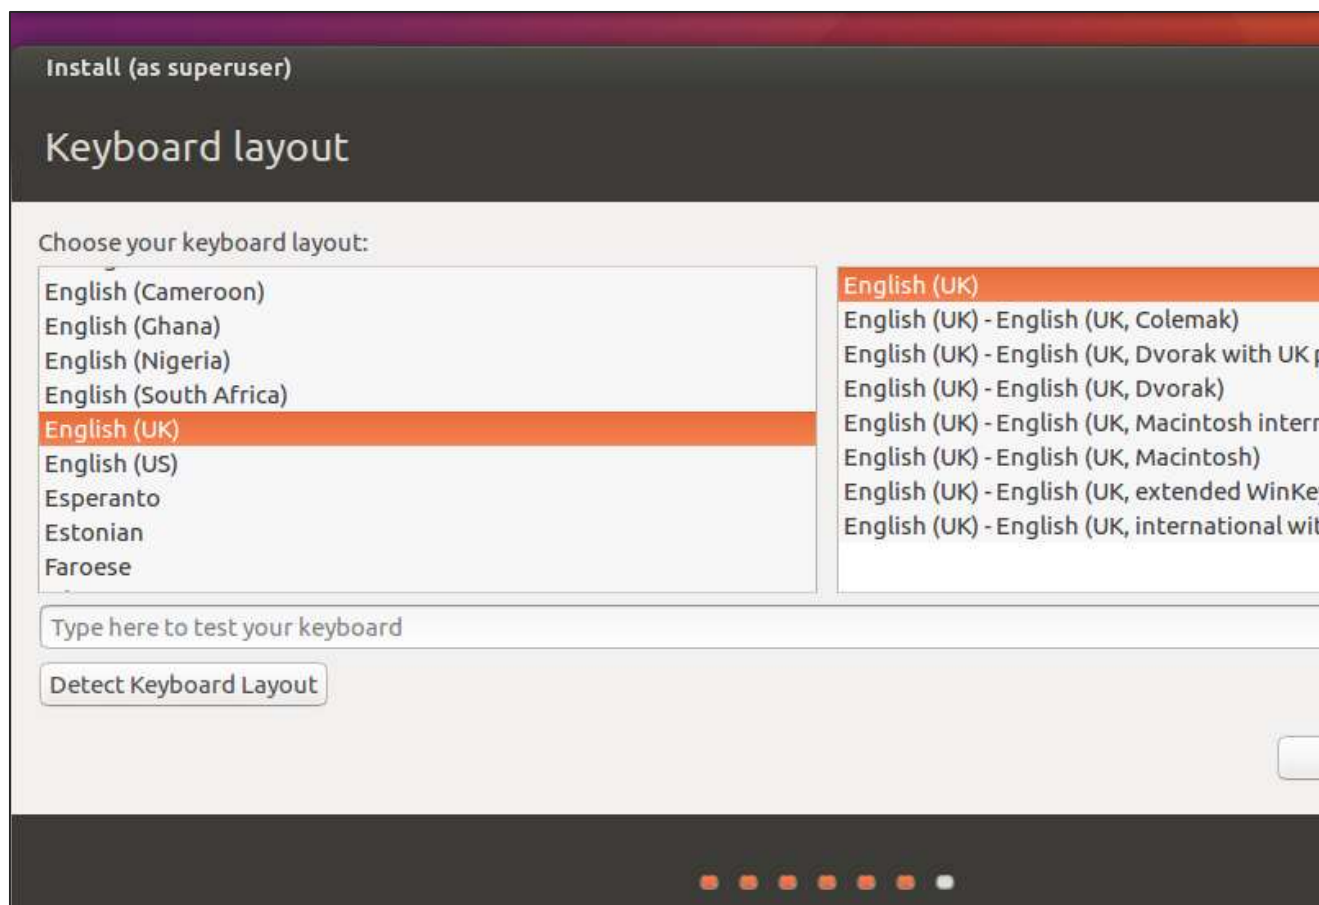 Install (as superuser)
Keyboard layout
Choose your keyboard layout:
English (Cameroon)
English (Ghana)
English (Nigeria)
English (South Africa)
English (UK)
English (US)
Esperanto
Estonian
Faroese
English (UK)
English (UK) - English (UK, Colemak)
English (UK) - English (UK, Dvorak with UK
English (UK) - English (UK, Dvorak)
English (UK) - English (UK, Macintosh
English (UK) - English (UK, Macintosh)
English (UK) - English (UK, extended
English (UK) - English (UK, international
Type here to test your keyboard
Detect Keyboard Layout